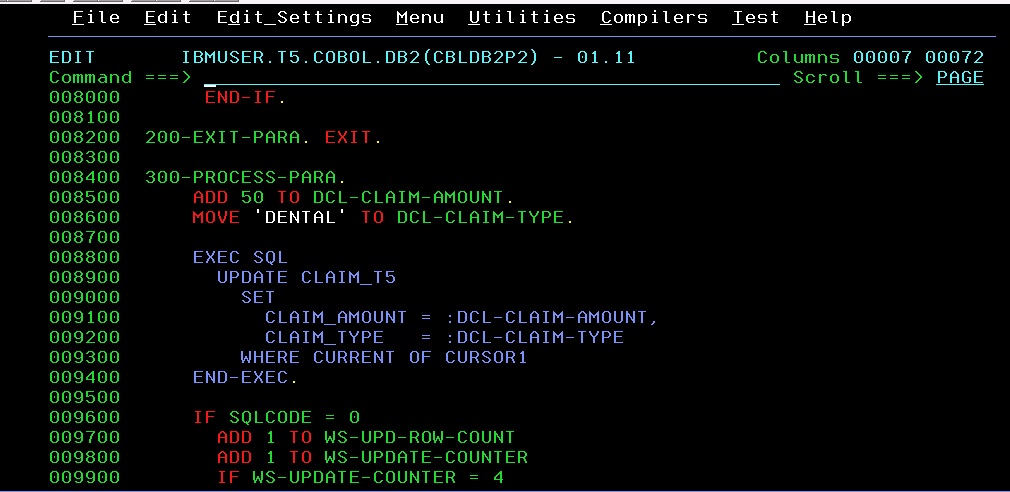 File Edit Edit_Settings Menu Utilities Compilers Test Help
EDIT IBMUSER.T5.COBOL.DB2(CBLDB2P2) - 01.11 Columns 00007 00072
Command ===> Scroll ===> PAGE
008000 END-IF.
008100
008200 200-EXIT-PARA. EXIT.
008300
008400 300-PROCESS-PARA.
008500 ADD 50 TO DCL-CLAIM-AMOUNT.
008600 MOVE 'DENTAL' TO DCL-CLAIM-TYPE.
008700
008800 EXEC SQL
008900 UPDATE CLAIM_T5
009000 SET
009100 CLAIM_AMOUNT = :DCL-CLAIM-AMOUNT,
009200 CLAIM_TYPE = :DCL-CLAIM-TYPE
009300 WHERE CURRENT OF CURSOR1
009400 END-EXEC.
009500
009600 IF SQLCODE = 0
009700 ADD 1 TO WS-UPD-ROW-COUNT
009800 ADD 1 TO WS-UPDATE-COUNTER
009900 IF WS-UPDATE-COUNTER = 4